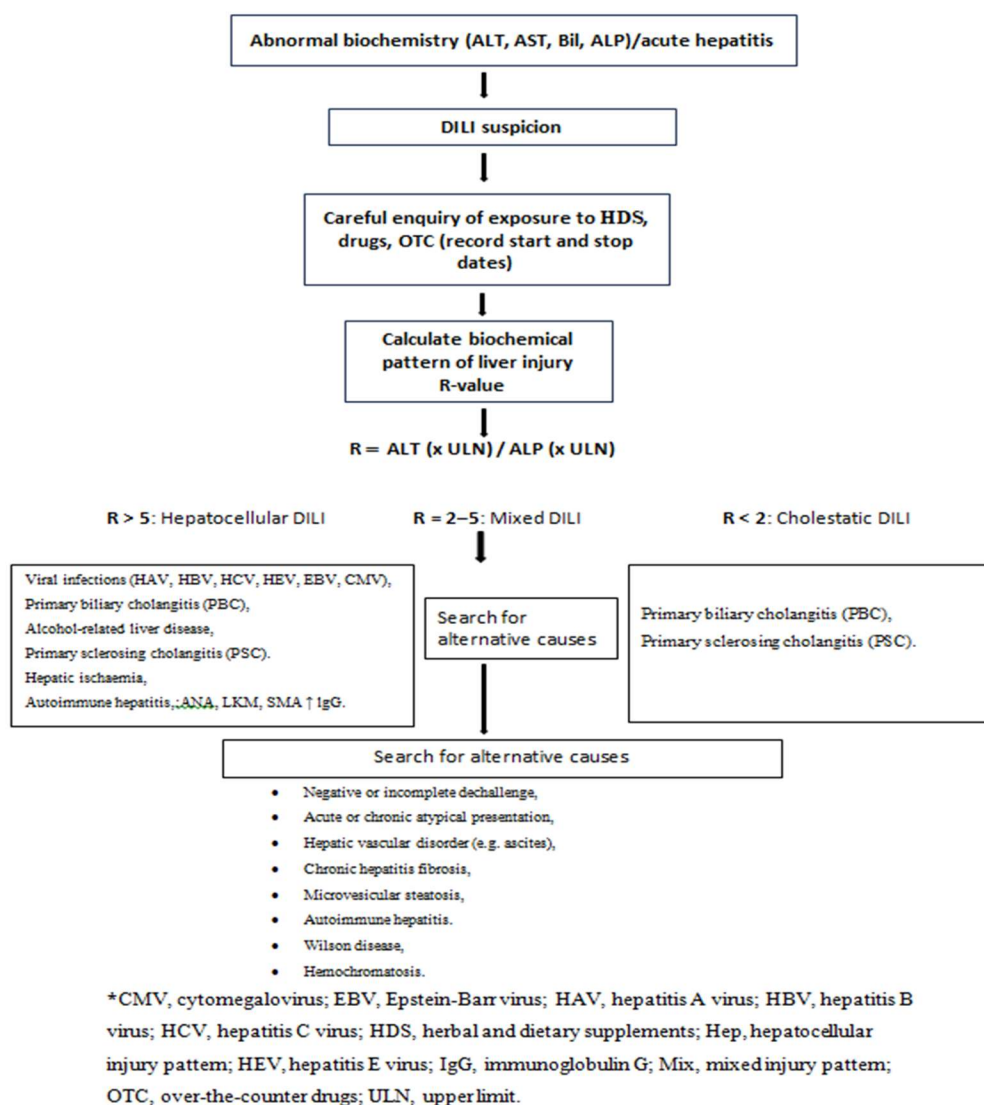 Abnormal biochemistry (ALT, AST, Bil, ALP)/acute hepatitis
DILI suspicion
Careful enquiry of exposure to HDS,
drugs, OTC (record start and stop
dates)
Calculate biochemical
pattern of liver injury
R-value
R = ALT (x ULN) / ALP (x ULN)
R > 5: Hepatocellular DILI
R = 2–5: Mixed DILI
R < 2: Cholestatic DILI
Viral infections (HAV, HBV, HCV, HEV, EBV, CMV),
Primary biliary cholangitis (PBC),
Alcohol-related liver disease,
Primary sclerosing cholangitis (PSC).
Hepatic ischaemia,
Autoimmune hepatitis,;ANA, LKM, SMA ↑ IgG.
Search for
alternative causes
Primary biliary cholangitis (PBC),
Primary sclerosing cholangitis (PSC).
Search for alternative causes
• Negative or incomplete dechallenge,
• Acute or chronic atypical presentation,
• Hepatic vascular disorder (e.g. ascites),
• Chronic hepatitis fibrosis,
• Microvesicular steatosis,
• Autoimmune hepatitis.
• Wilson disease,
• Hemochromatosis.
*CMV, cytomegalovirus; EBV, Epstein-Barr virus; HAV, hepatitis A virus; HBV, hepatitis B
virus; HCV, hepatitis C virus; HDS, herbal and dietary supplements; Hep, hepatocellular
injury pattern; HEV, hepatitis E virus; IgG, immunoglobulin G; Mix, mixed injury pattern;
OTC, over-the-counter drugs; ULN, upper limit.